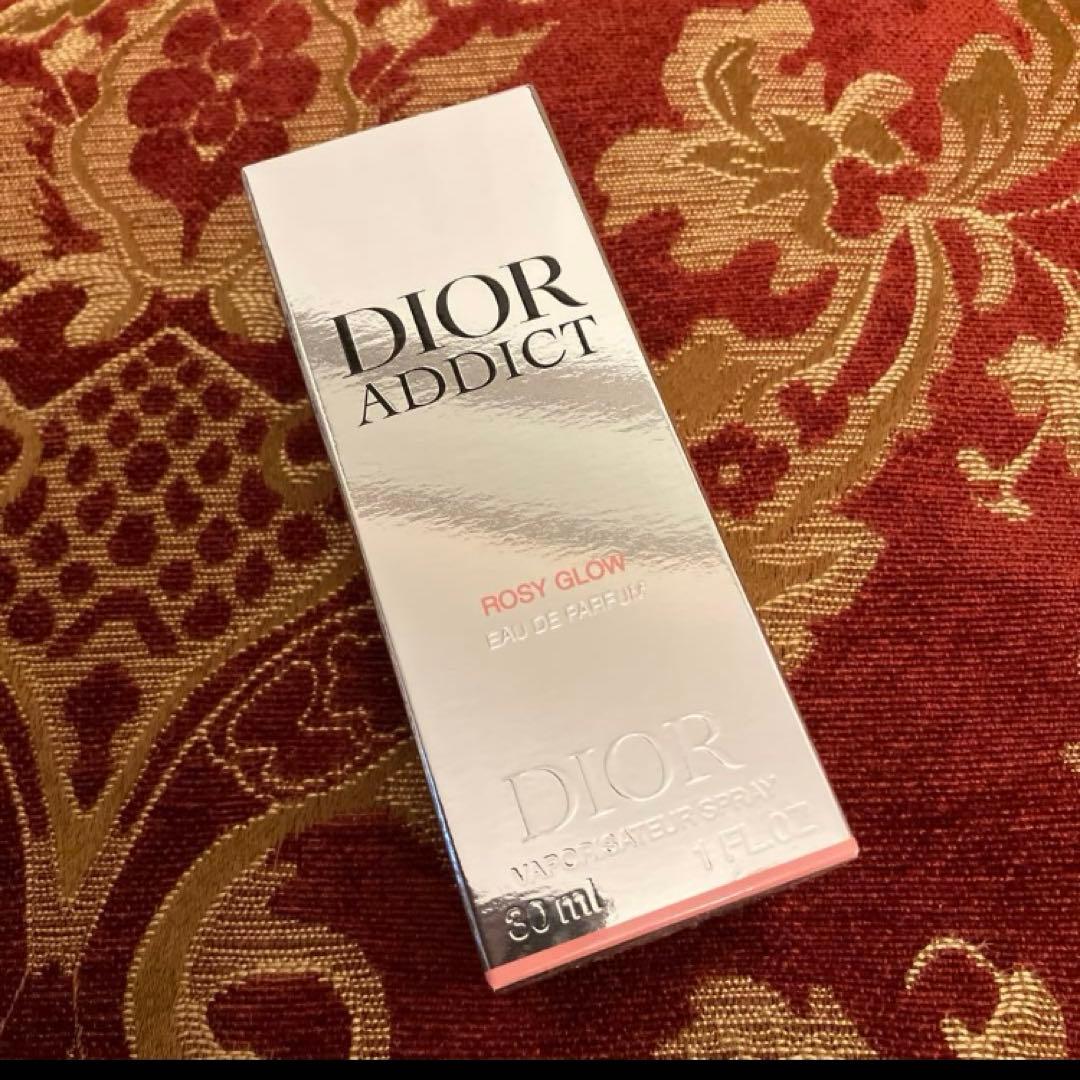 DIOR
ADDICT
ROSY GLOW
EAU DE PARFUM
DIOR
VAPORISATEUR SPRAY
30 ml
1 FL.OZ